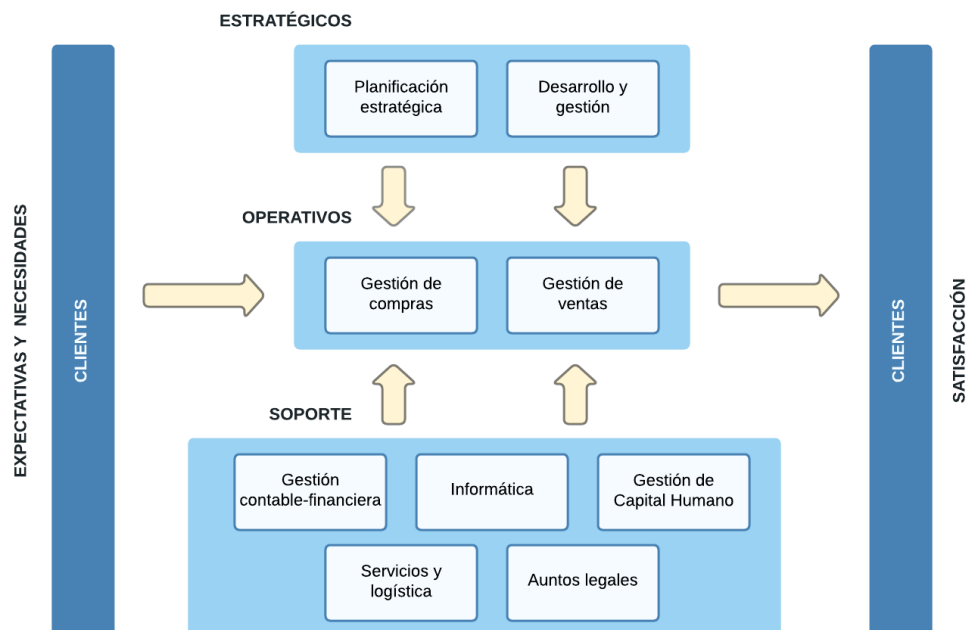 ESTRATÉGICOS
Planificación
estratégica
Desarrollo y
gestión
EXPECTATIVAS Y NECESIDADES
CLIENTES
OPERATIVOS
Gestión de
compras
Gestión de
ventas
CLIENTES
SATISFACCIÓN
SOPORTE
Gestión
contable-financiera
Informática
Gestión de
Capital Humano
Servicios y
logística
Auntos legales